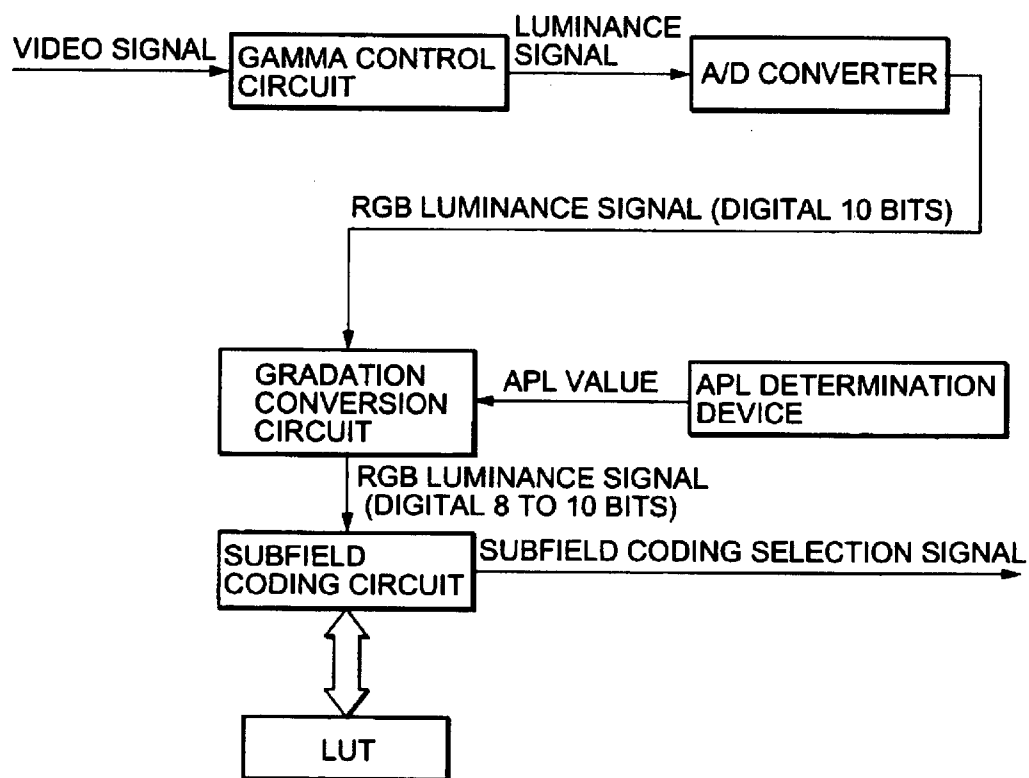 VIDEO SIGNAL
GAMMA CONTROL
CIRCUIT
LUMINANCE
SIGNAL
A/D CONVERTER
RGB LUMINANCE SIGNAL (DIGITAL 10 BITS)
GRADATION
CONVERSION
CIRCUIT
APL VALUE
APL DETERMINATION
DEVICE
RGB LUMINANCE SIGNAL
(DIGITAL 8 TO 10 BITS)
SUBFIELD
CODING CIRCUIT
SUBFIELD CODING SELECTION SIGNAL
LUT